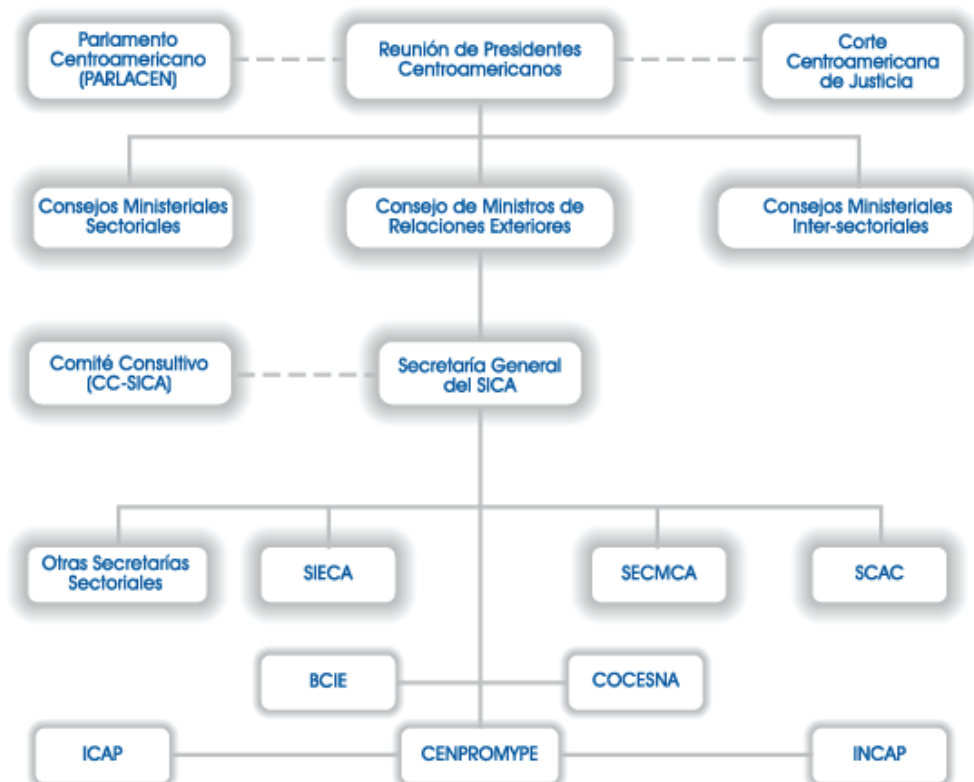 Parlamento
Centroamericano
(PARLACEN)
Reunión de Presidentes
Centroamericanos
Corte
Centroamericana
de Justicia
Consejos Ministeriales
Sectoriales
Consejo de Ministros de
Relaciones Exteriores
Consejos Ministeriales
Inter-sectoriales
Comité Consultivo
(CC-SICA)
Secretaría General
del SICA
Otras Secretarías
Sectoriales
SIECA
SECMCA
SCAC
BCIE
COCESNA
ICAP
CENPROMYPE
INCAP